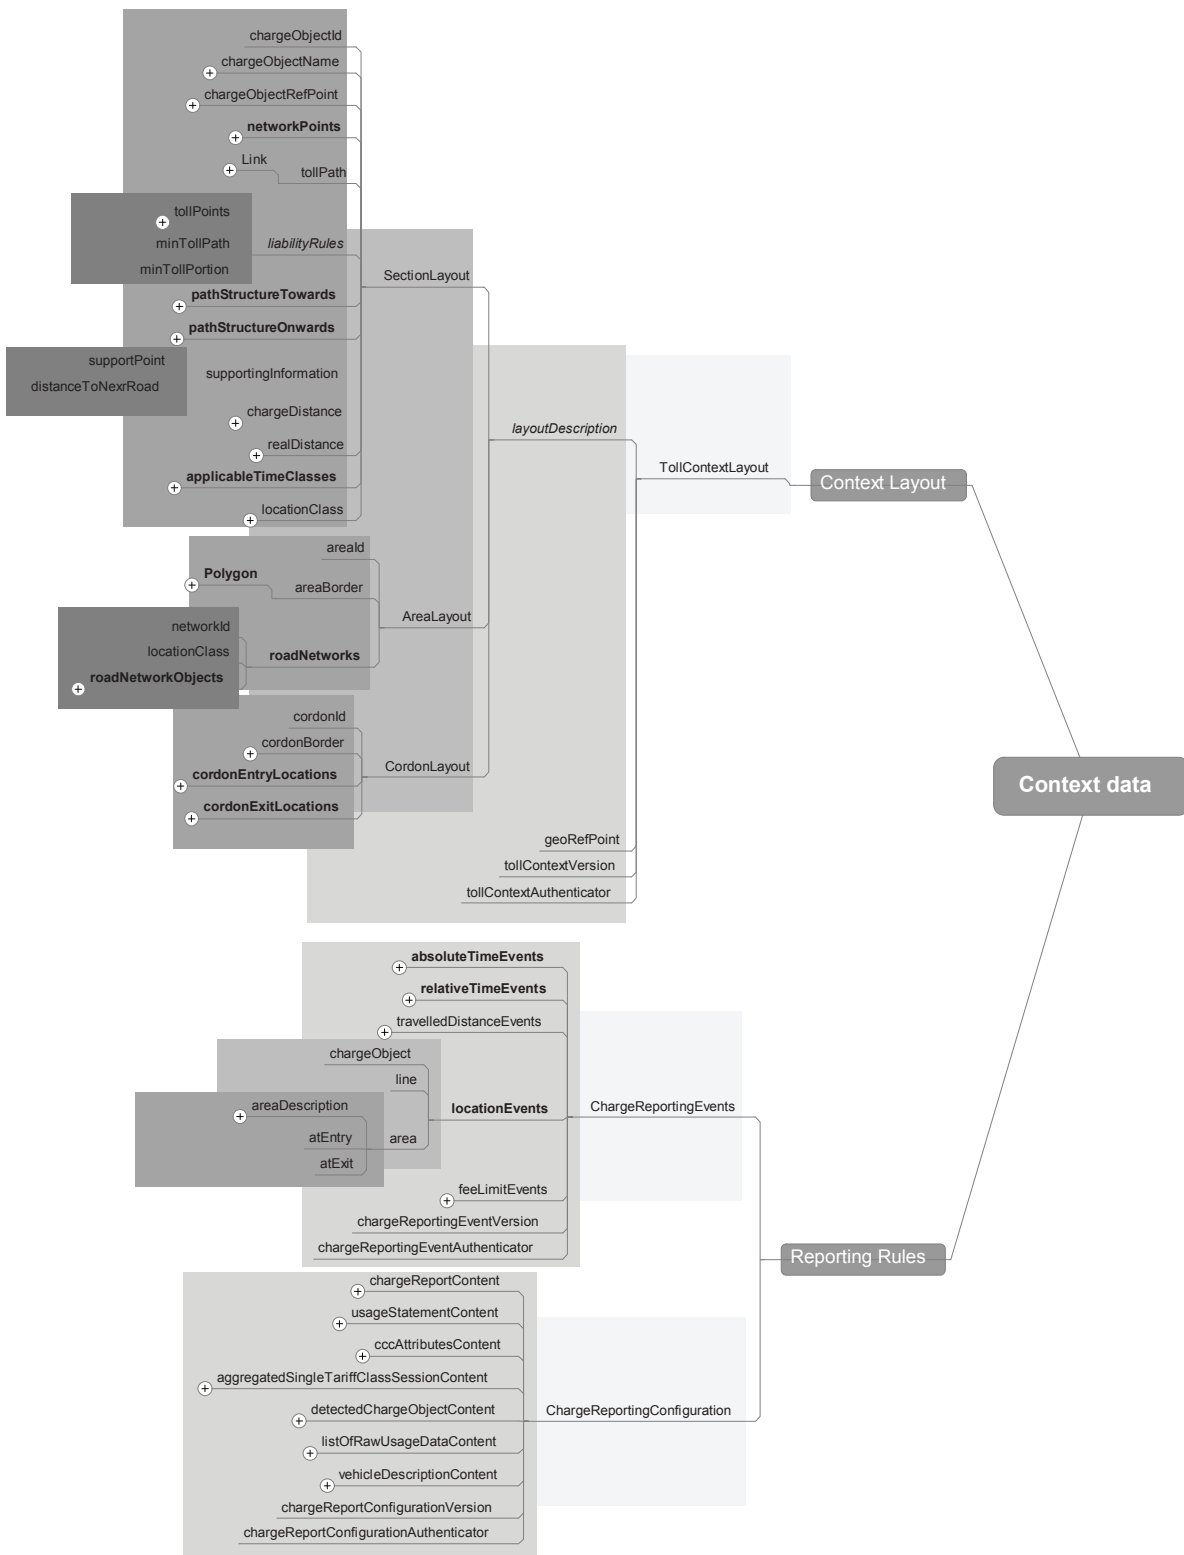 chargeObjectId
chargeObjectName
chargeObjectRefPoint
networkPoints
Link
tollPath
tollPoints
minTollPath
minTollPortion
liabilityRules
SectionLayout
pathStructureTowards
pathStructureOnwards
supportPoint
distanceToNexrRoad
supportingInformation
chargeDistance
realDistance
applicableTimeClasses
locationClass
layoutDescription
TollContextLayout
Context Layout
areaId
Polygon
areaBorder
AreaLayout
networkId
locationClass
roadNetworkObjects
roadNetworks
cordonId
cordonBorder
cordonEntryLocations
cordonExitLocations
CordonLayout
Context data
geoRefPoint
tollContextVersion
tollContextAuthenticator
absoluteTimeEvents
relativeTimeEvents
travelledDistanceEvents
chargeObject
line
areaDescription
atEntry
atExit
area
locationEvents
ChargeReportingEvents
feeLimitEvents
chargeReportingEventVersion
chargeReportingEventAuthenticator
Reporting Rules
chargeReportContent
usageStatementContent
cccAttributesContent
aggregatedSingleTariffClassSessionContent
detectedChargeObjectContent
ChargeReportingConfiguration
listOfRawUsageDataContent
vehicleDescriptionContent
chargeReportConfigurationVersion
chargeReportConfigurationAuthenticator